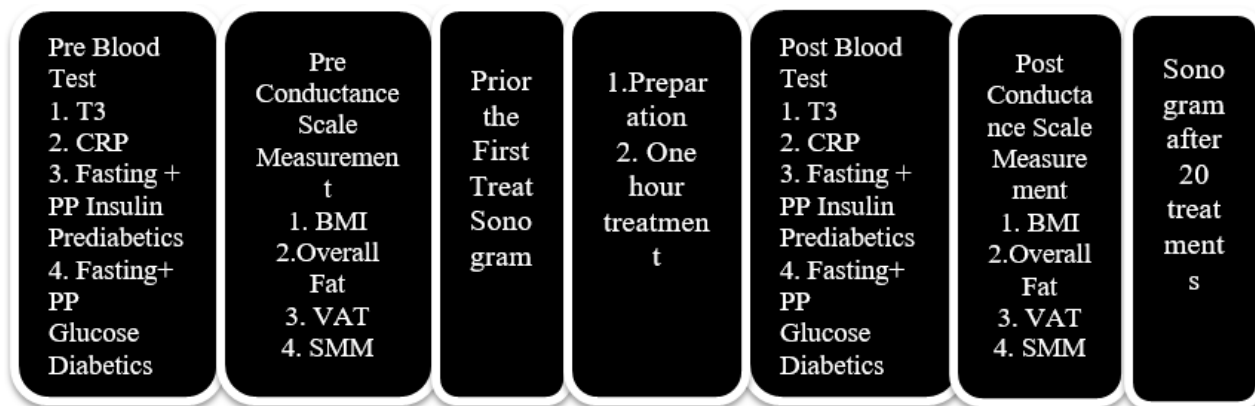 Pre Blood
Test
1. T3
2. CRP
3. Fasting +
PP Insulin
Prediabetics
4. Fasting+
PP
Glucose
Diabetics
Pre
Conductance
Scale
Measuremen
t
1. BMI
2.Overall
Fat
3. VAT
4. SMM
Prior
the
First
Treat
Sono
gram
1.Prepar
ation
2. One
hour
treatmen
t
Post Blood
Test
1. T3
2. CRP
3. Fasting +
PP Insulin
Prediabetics
4. Fasting+
PP
Glucose
Diabetics
Post
Conducta
nce Scale
Measure
ment
1. BMI
2.Overall
Fat
3. VAT
4. SMM
Sono
gram
after
20
treat
ment
s